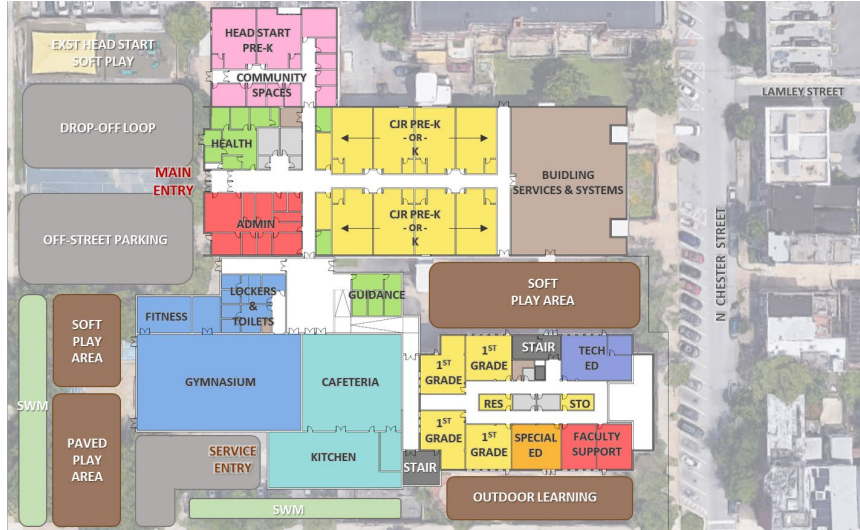 EXST HEAD START
SOFT PLAY
HEAD START
PRE-K
COMMUNITY
SPACES
LAMLEY STREET
DROP-OFF LOOP
HEALTH
CJR PRE-K
- OR -
K
MAIN
ENTRY
BUIDLING
SERVICES & SYSTEMS
ADMIN
CJR PRE-K
- OR -
K
OFF-STREET PARKING
N CHESTER STREET
LOCKERS
&
TOILETS
GUIDANCE
SOFT
PLAY AREA
FITNESS
SOFT
PLAY
AREA
1ST
GRADE
1ST
GRADE
STAIR
TECH
ED
GYMNASIUM
CAFETERIA
SWM
RES
STO
PAVED
PLAY
AREA
SERVICE
ENTRY
KITCHEN
STAIR
1ST
GRADE
1ST
GRADE
SPECIAL
ED
FACULTY
SUPPORT
SWM
OUTDOOR LEARNING